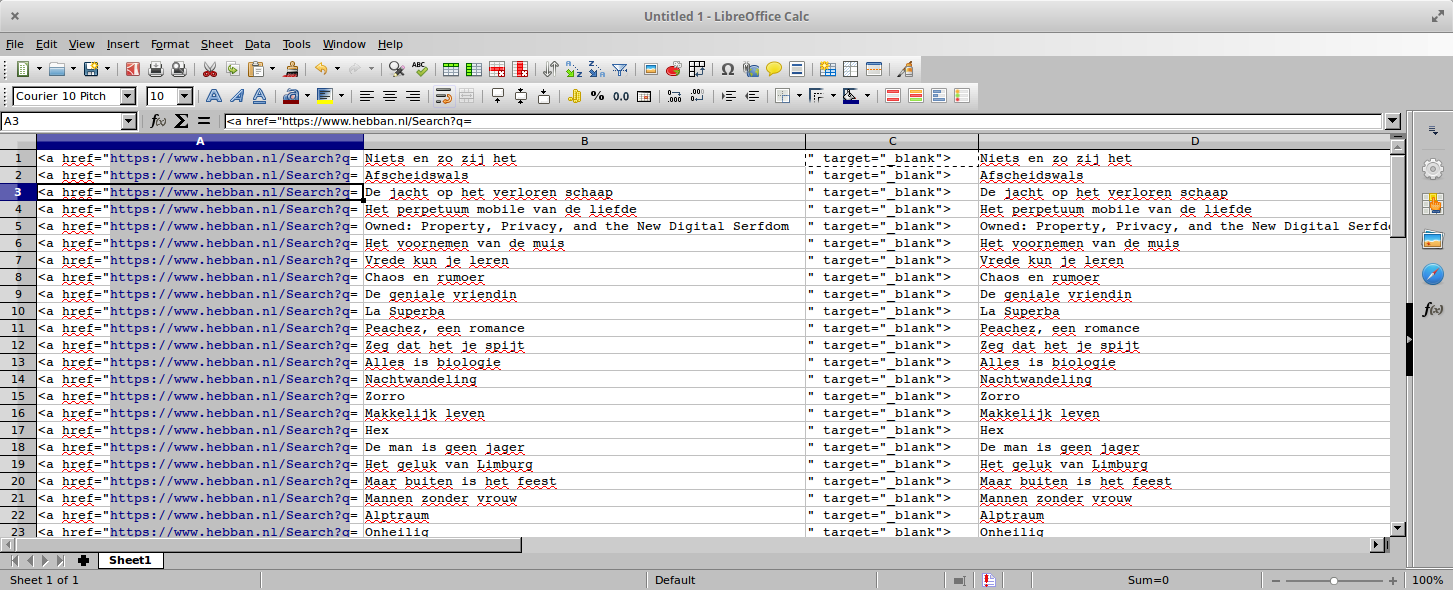 Untitled 1 - LibreOffice Calc
File Edit View Insert Format Sheet Data Tools Window Help
Courier 10 Pitch 10
A3 <a href="https://www.hebban.nl/Search?q=
A B C D
1 <a href="https://www.hebban.nl/Search?q= Niets en zo zij het " target="_blank"> Niets en zo zij het
2 <a href="https://www.hebban.nl/Search?q= Afscheidswals " target="_blank"> Afscheidswals
3 <a href="https://www.hebban.nl/Search?q= De jacht op het verloren schaap " target="_blank"> De jacht op het verloren schaap
4 <a href="https://www.hebban.nl/Search?q= Het perpetuum mobile van de liefde " target="_blank"> Het perpetuum mobile van de liefde
5 <a href="https://www.hebban.nl/Search?q= Owned: Property, Privacy, and the New Digital Serfdom " target="_blank"> Owned: Property, Privacy, and the New Digital Serfdo
6 <a href="https://www.hebban.nl/Search?q= Het voornemen van de muis " target="_blank"> Het voornemen van de muis
7 <a href="https://www.hebban.nl/Search?q= Vrede kun je leren " target="_blank"> Vrede kun je leren
8 <a href="https://www.hebban.nl/Search?q= Chaos en rumoer " target="_blank"> Chaos en rumoer
9 <a href="https://www.hebban.nl/Search?q= De geniale vriendin " target="_blank"> De geniale vriendin
10 <a href="https://www.hebban.nl/Search?q= La Superba " target="_blank"> La Superba
11 <a href="https://www.hebban.nl/Search?q= Peachez, een romance " target="_blank"> Peachez, een romance
12 <a href="https://www.hebban.nl/Search?q= Zeg dat het je spijt " target="_blank"> Zeg dat het je spijt
13 <a href="https://www.hebban.nl/Search?q= Alles is biologie " target="_blank"> Alles is biologie
14 <a href="https://www.hebban.nl/Search?q= Nachtwandeling " target="_blank"> Nachtwandeling
15 <a href="https://www.hebban.nl/Search?q= Zorro " target="_blank"> Zorro
16 <a href="https://www.hebban.nl/Search?q= Makkelijk leven " target="_blank"> Makkelijk leven
17 <a href="https://www.hebban.nl/Search?q= Hex " target="_blank"> Hex
18 <a href="https://www.hebban.nl/Search?q= De man is geen jager " target="_blank"> De man is geen jager
19 <a href="https://www.hebban.nl/Search?q= Het geluk van Limburg " target="_blank"> Het geluk van Limburg
20 <a href="https://www.hebban.nl/Search?q= Maar buiten is het feest " target="_blank"> Maar buiten is het feest
21 <a href="https://www.hebban.nl/Search?q= Mannen zonder vrouw " target="_blank"> Mannen zonder vrouw
22 <a href="https://www.hebban.nl/Search?q= Alptraum " target="_blank"> Alptraum
23 <a href="https://www.hebban.nl/Search?q= Onheilig " target="_blank"> Onheilig
Sheet1
Sheet 1 of 1 Default Sum=0 100%